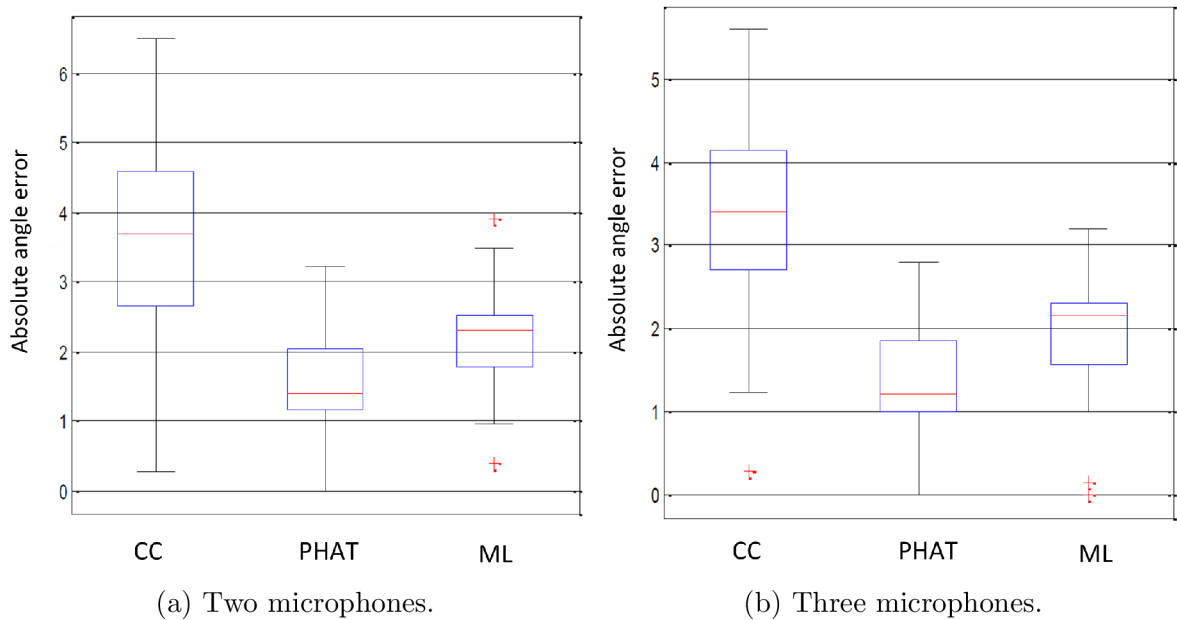 Absolute angle error
6
5
4
3
2
1
0
CC PHAT ML
(a) Two microphones.
Absolute angle error
5
4
3
2
1
0
CC PHAT ML
(b) Three microphones.